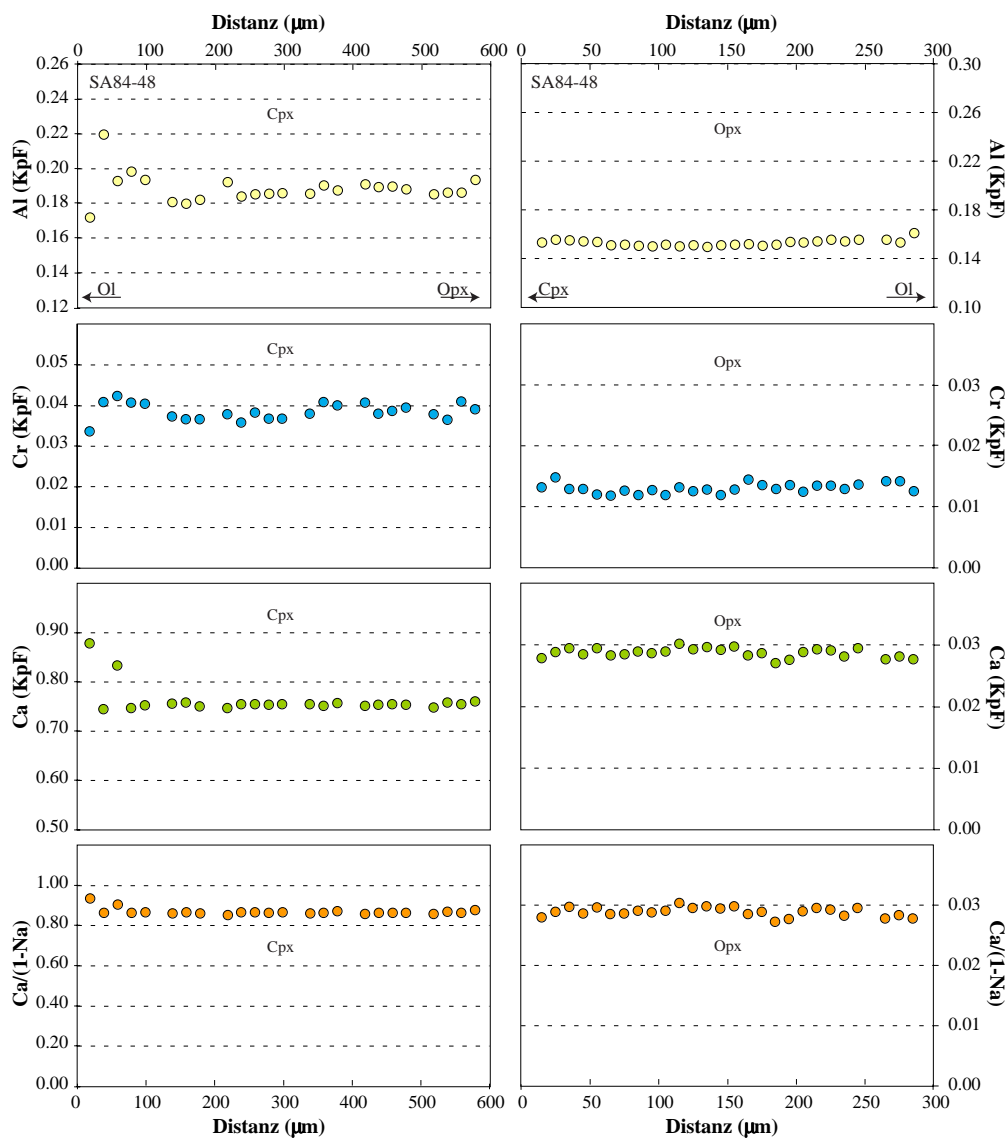 Distanz (µm)
0 100 200 300 400 500 600
Al (KpF)
0.26
0.24
0.22
0.20
0.18
0.16
0.14
0.12
SA84-48
Cpx
Ol
Opx
Distanz (µm)
0 50 100 150 200 250 300
SA84-48
Opx
Cpx
Ol
0.30
0.26
0.22
0.18
0.14
0.10
Al (KpF)
Cr (KpF)
0.05
0.04
0.03
0.02
0.01
0.00
Cpx
Opx
0.03
0.02
0.01
0.00
Cr (KpF)
Ca (KpF)
0.90
0.80
0.70
0.60
0.50
Cpx
Opx
0.03
0.02
0.01
0.00
Ca (KpF)
Ca/(1-Na)
1.00
0.80
0.60
0.40
0.20
0.00
Cpx
0 100 200 300 400 500 600
Distanz (µm)
Opx
0.03
0.02
0.01
0.00
Ca/(1-Na)
0 50 100 150 200 250 300
Distanz (µm)